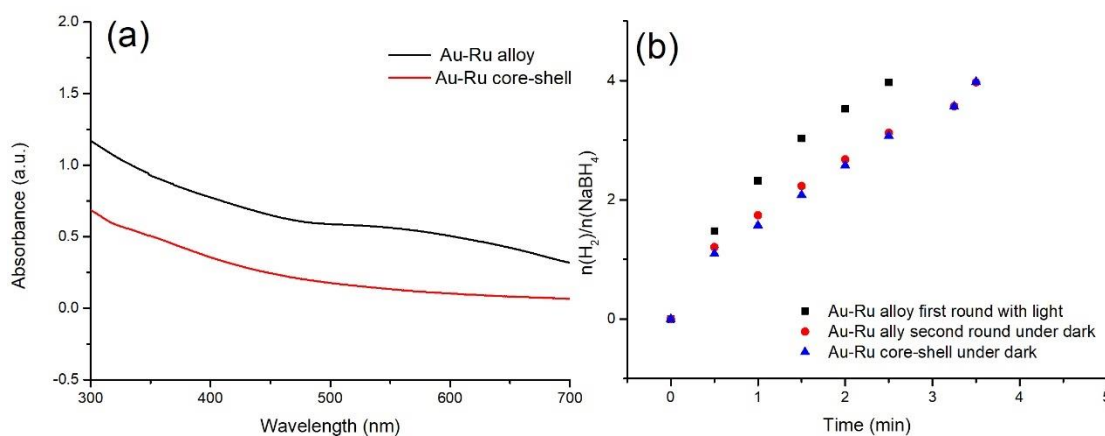 (a)
Au-Ru alloy
Au-Ru core-shell
2.0
1.5
1.0
0.5
0.0
-0.5
Absorbance (a.u.)
300
400
500
600
700
Wavelength (nm)
(b)
4
2
0
n(H₂)/n(NaBH₄)
Au-Ru alloy first round with light
Au-Ru ally second round under dark
Au-Ru core-shell under dark
0
1
2
3
4
5
Time (min)